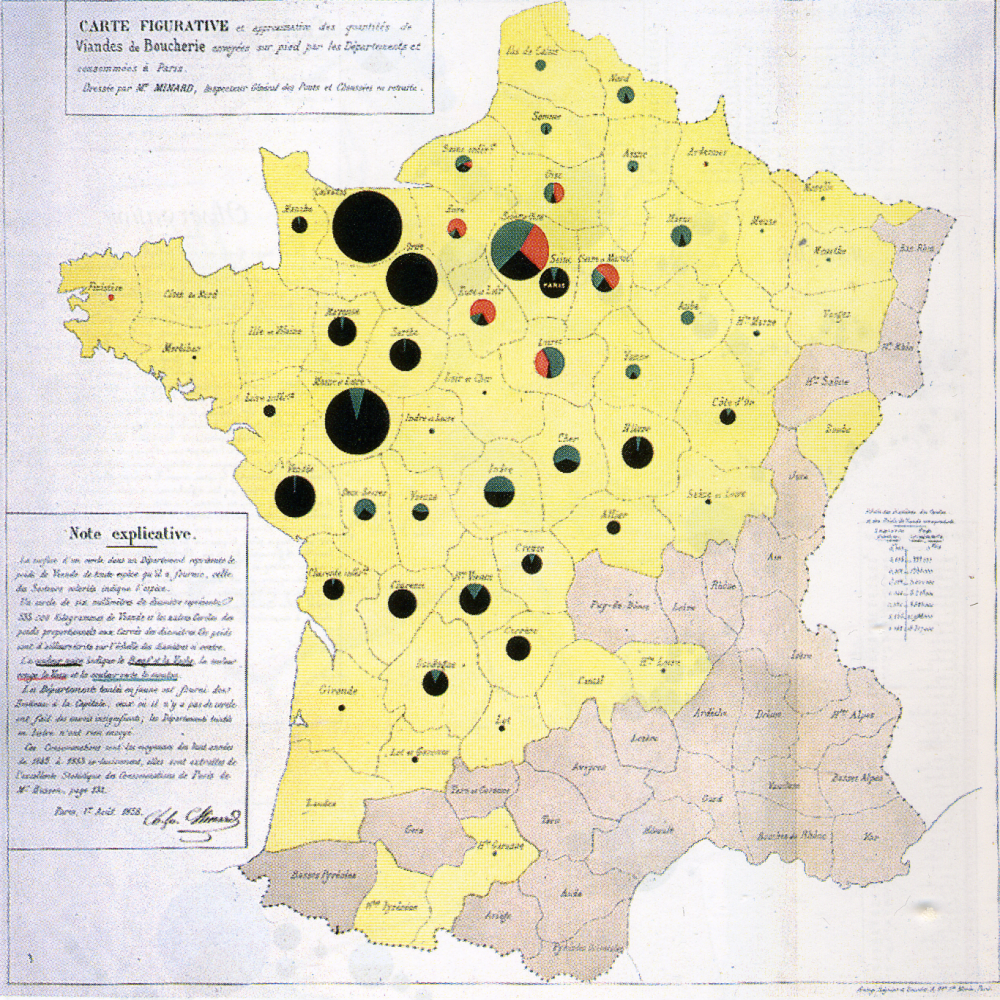 CARTE FIGURATIVE et approximative des quantités de
Viandes de Boucherie envoyées sur pied par les Départements et
consommées à Paris.
Dressée par Mr MINARD, Inspecteur Général des Ponts et Chaussées en retraite.
Pas de Calais
Nord
Somme
Seine Infére
Aisne
Ardennes
Oise
Moselle
Calvados
Manche
Eure
Seine et Oise
Marne
Meuse
Meurthe
Bas Rhin
Orne
Seine
PARIS
Seine et Marne
Finistère
Côtes du Nord
Eure et Loir
Mayenne
Ille et Vilaine
Aube
Hte Marne
Vosges
Sarthe
Morbihan
Loiret
Yonne
Ht Rhin
Maine et Loire
Loir et Cher
Hte Saône
Loire Infre
Indre et Loire
Côte d'Or
Doubs
Cher
Nièvre
Vendée
Indre
Jura
Deux Sèvres
Vienne
Saône et Loire
Allier
Creuse
Ain
Charente Infre
Charente
Hte Vienne
Puy-de-Dôme
Loire
Rhône
Corrèze
Isère
Dordogne
Cantal
Hte Loire
Gironde
Lot
Ardèche
Drôme
Htes Alpes
Lozère
Lot et Garonne
Aveyron
Basses Alpes
Vaucluse
Landes
Tarn et Garonne
Gard
Gers
Tarn
Hérault
Bouches du Rhône
Var
Hte Garonne
Basses Pyrénées
Htes Pyrénées
Aude
Ariège
Pyrénées Orientales
Note explicative.
La surface d'un cercle dans un Département représente le
poids de Viande de toute espèce qu'il a fournie, celle
des Secteurs coloriés indique l'espèce.
Un cercle de six millimètres de diamètre représente
333 000 Kilogrammes de Viande et les autres Cercles des
poids proportionnels aux Carrés des diamètres. Ces poids
sont d'ailleurs écrits sur l'échelle des diamètres ci contre.
La couleur noire indique le Bœuf et la Vache, la couleur
rouge le Veau et la couleur verte le mouton.
Les Départements teintés en jaune ont fourni des
Bestiaux à la Capitale, ceux où il n'y a pas de cercle
ont fait des envois insignifiants; les Départements teintés
en bistre n'ont rien envoyé.
Ces Consommations sont les moyennes des huit années
de 1845 à 1853 inclusivement, elles sont extraites de
l'excellente Statistique des Consommations de Paris de
Mr Husson, page 132.
Paris, 1er Août 1858.